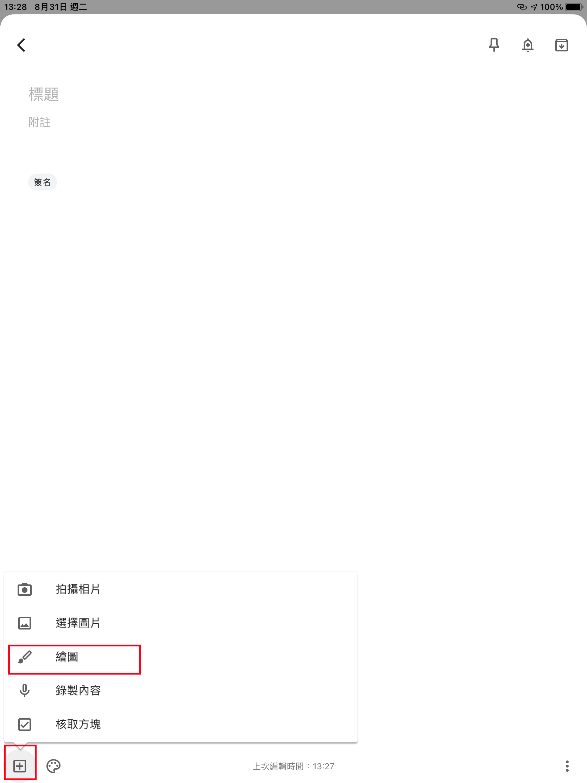 13:28 8月31日 週二
100%
標題
附註
簽名
拍攝相片
選擇圖片
繪圖
錄製內容
核取方塊
上次編輯時間：13:27